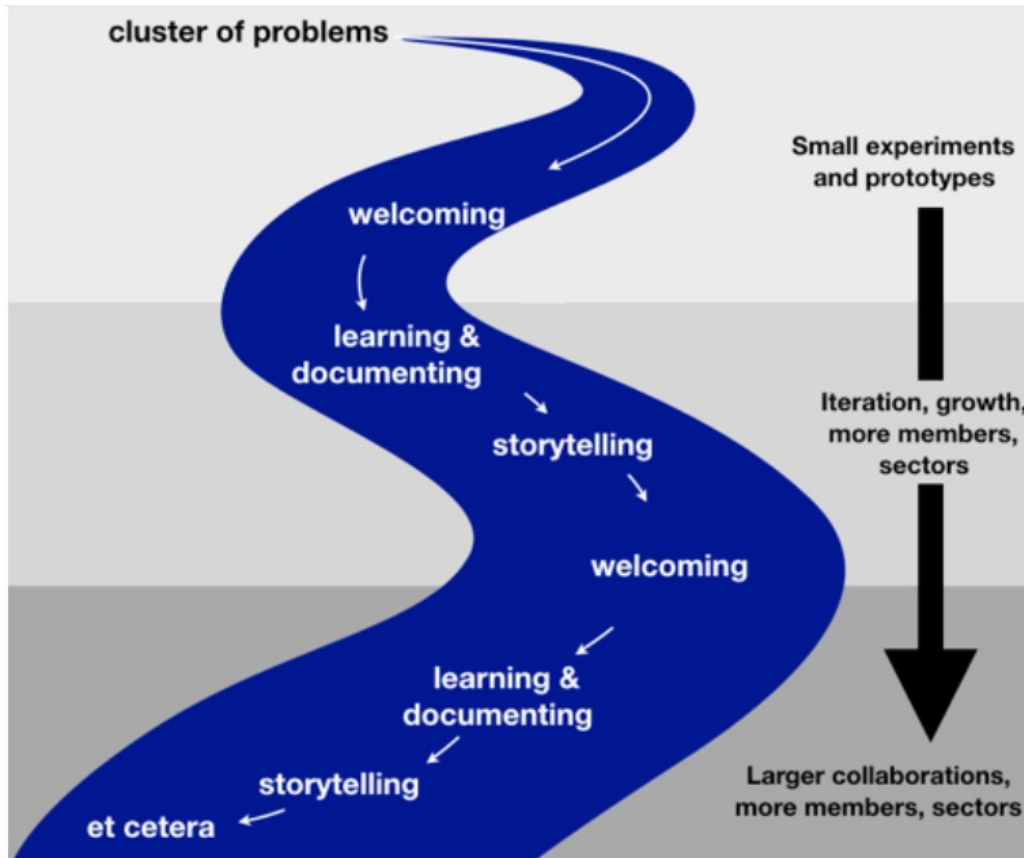 cluster of problems
welcoming
learning &
documenting
storytelling
welcoming
learning &
documenting
storytelling
et cetera
Small experiments
and prototypes
Iteration, growth,
more members,
sectors
Larger collaborations,
more members, sectors